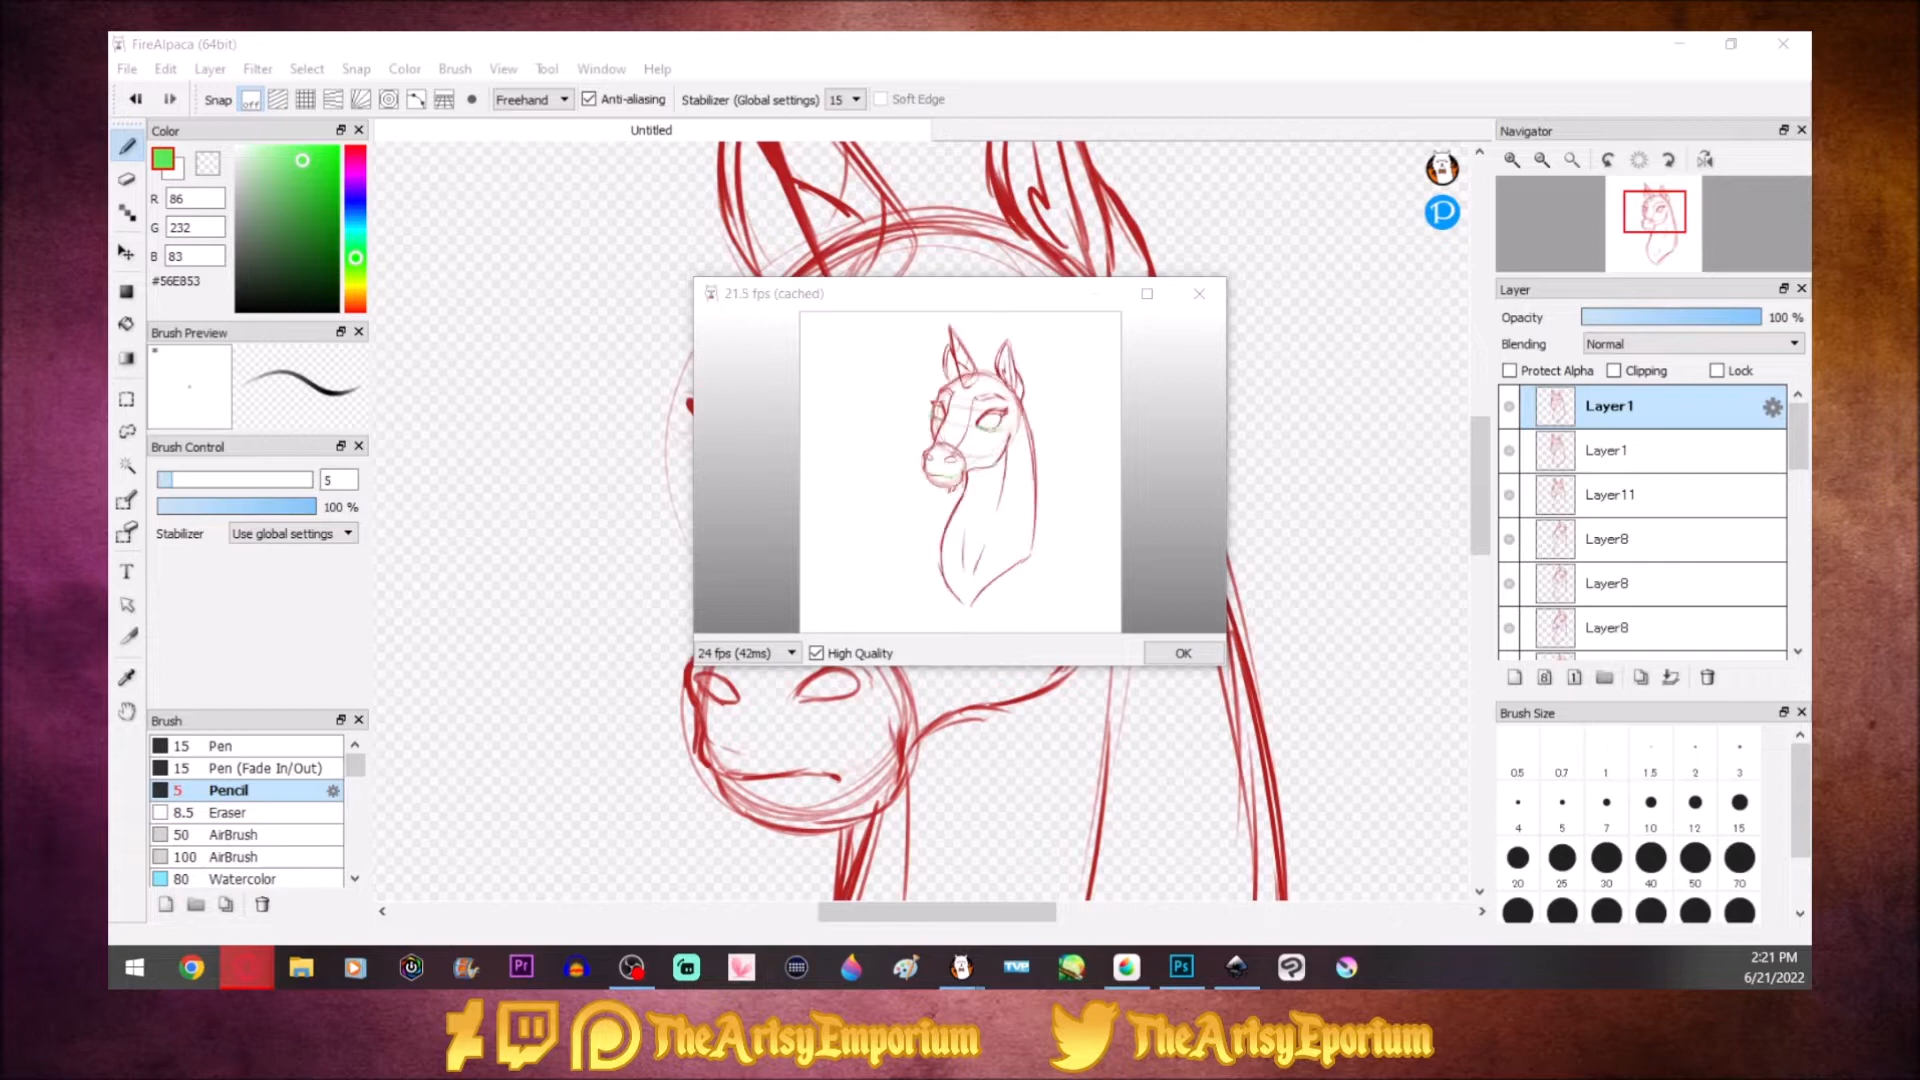 FireAlpaca (64bit)
File Edit Layer Filter Select Snap Color Brush View Tool Window Help
Snap off Freehand Anti-aliasing Stabilizer (Global settings) 15 Soft Edge
Color
Untitled
Navigator
R 86
G 232
B 83
#56E853
21.5 fps (cached)
Layer
Opacity 100 %
Brush Preview
Blending Normal
Protect Alpha Clipping Lock
Layer1
Brush Control
Layer1
5
Layer11
100 %
Stabilizer Use global settings
Layer8
T
Layer8
Layer8
24 fps (42ms) High Quality OK
8 1
Brush
Brush Size
15 Pen
15 Pen (Fade In/Out)
0.5 0.7 1 1.5 2 3
5 Pencil
8.5 Eraser
4 5 7 10 12 15
50 AirBrush
100 AirBrush
80 Watercolor
20 25 30 40 50 70
Pr TVP Ps
2:21 PM
6/21/2022
TheArtsyEmporium TheArtsyEporium